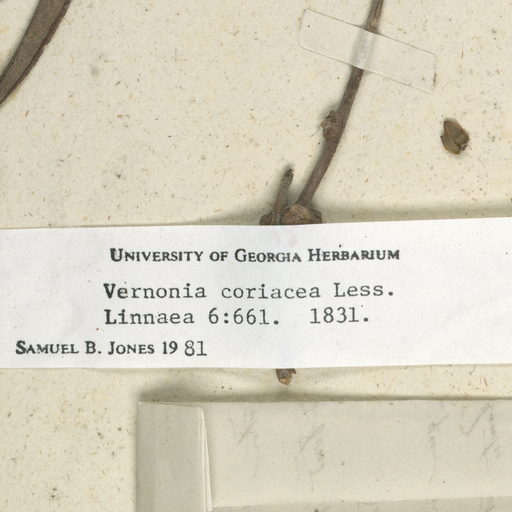 University of Georgia Herbarium
Vernonia coriacea Less.
Linnaea 6:661. 1831.
Samuel B. Jones 1981